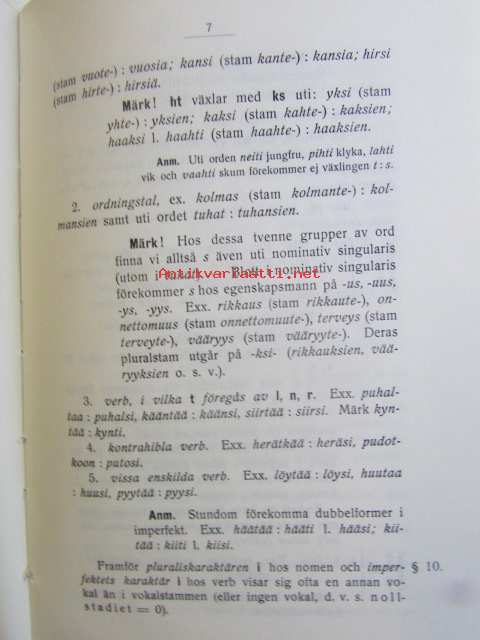 7
(stam vuote-) : vuosia; kansi (stam kante-) : kansia; hirsi
(stam hirte-) : hirsiä.
Märk! ht växlar med ks uti: yksi (stam
yhte-) : yksien; kaksi (stam kahte-) : kaksien;
haaksi l. haahti (stam haahte-) : haaksien.
Anm. Uti orden neiti jungfru, pihti klyka, lahti
vik och vaahti skum förekommer ej växlingen t : s.
2. ordningstal, ex. kolmas (stam kolmante-) : kol-
mansien samt uti ordet tuhat : tuhansien.
Märk! Hos dessa tvenne grupper av ord
finna vi alltså s även uti nominativ singularis
(utom i tuhat). Blott i nominativ singularis
Antikvariaatti.net
förekommer s hos egenskapsmann på -us, -uus,
-ys, -yys. Exx. rikkaus (stam rikkaute-), on-
nettomuus (stam onnettomuute-), terveys (stam
terveyte-), vääryys (stam vääryyte-). Deras
pluralstam utgår på -ksi- (rikkauksien, vää-
ryyksien o. s. v.).
3. verb, i vilka t föregås av l, n, r. Exx. puhal-
taa : puhalsi, kääntää : käänsi, siirtää : siirsi. Märk kyn-
tää : kynti.
4. kontrahibla verb. Exx. herätkää : heräsi, pudot-
koon : putosi.
5. vissa enskilda verb. Exx. löytää : löysi, huutaa
: huusi, pyytää : pyysi.
Anm. Stundom förekomma dubbelformer i
imperfekt. Exx. häätää : hääti l. hääsi; kii-
tää : kiiti l. kiisi.
Framför pluraliskaraktären i hos nomen och imper- § 10.
fektets karaktär i hos verb visar sig ofta en annan vo-
kal än i vokalstammen (eller ingen vokal, d. v. s. noll-
stadiet = 0).